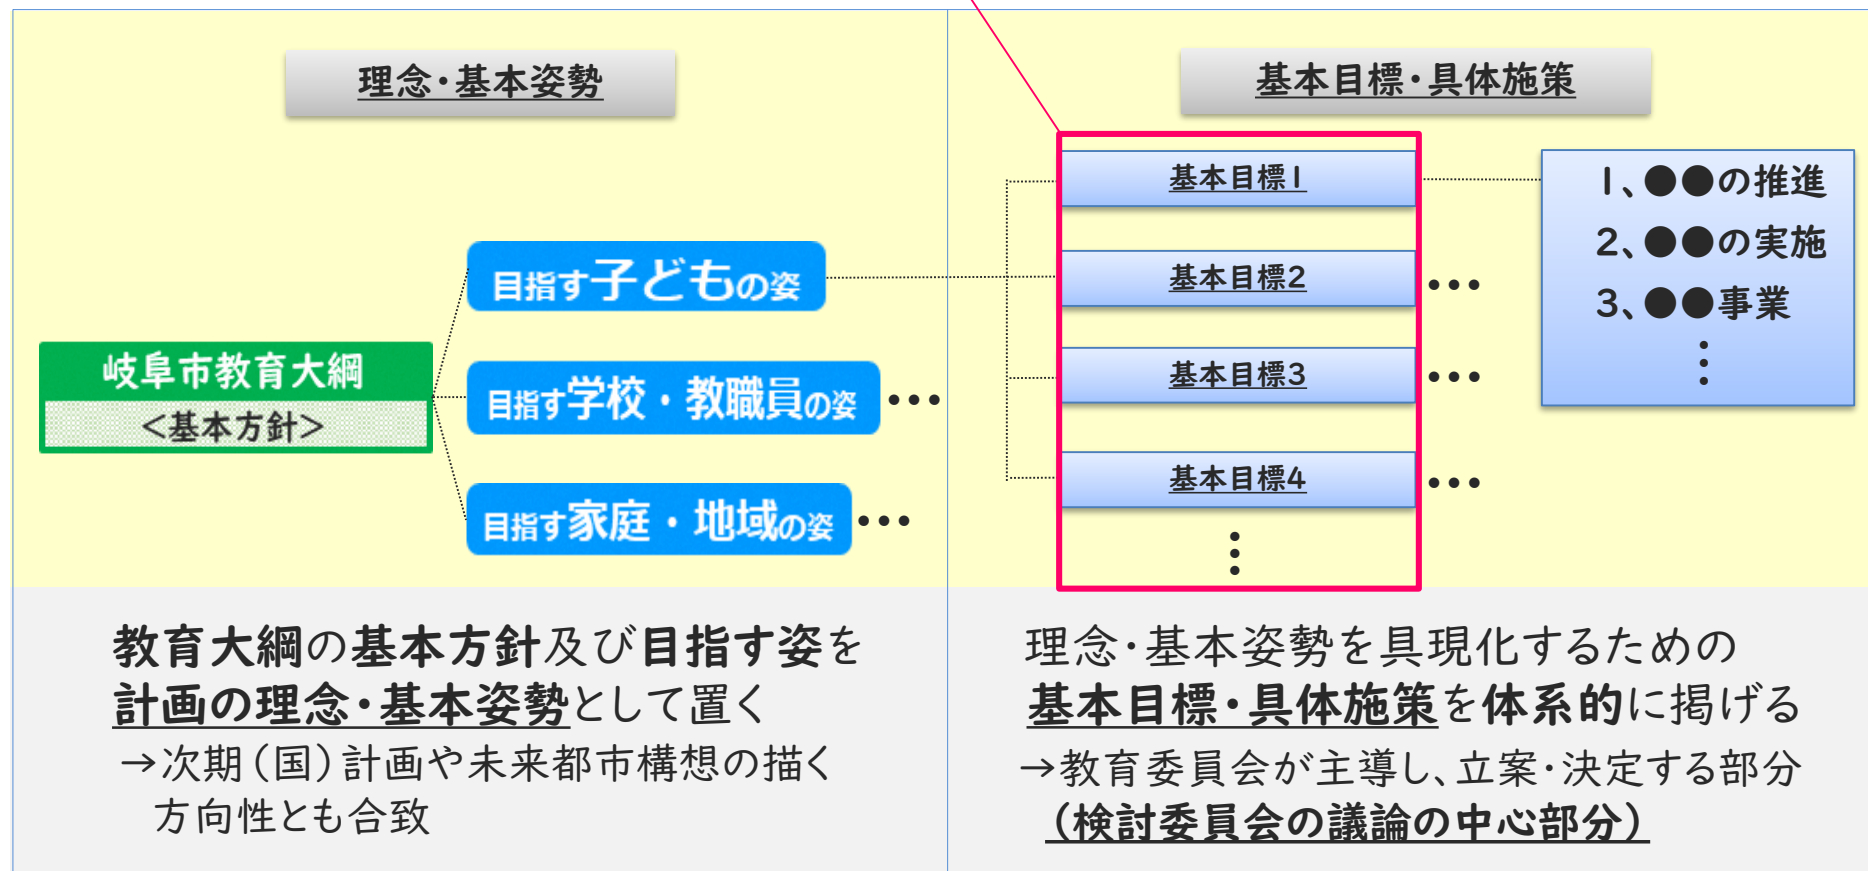 理念・基本姿勢
岐阜市教育大綱
<基本方針>
目指す子どもの姿
目指す学校・教職員の姿 •••
目指す家庭・地域の姿 •••
教育大綱の基本方針及び目指す姿を
計画の理念・基本姿勢として置く
→次期(国)計画や未来都市構想の描く
方向性とも合致
基本目標・具体施策
基本目標1
基本目標2 •••
基本目標3 •••
基本目標4 •••
⋮
1、●●の推進
2、●●の実施
3、●●事業
⋮
理念・基本姿勢を具現化するための
基本目標・具体施策を体系的に掲げる
→教育委員会が主導し、立案・決定する部分
(検討委員会の議論の中心部分)